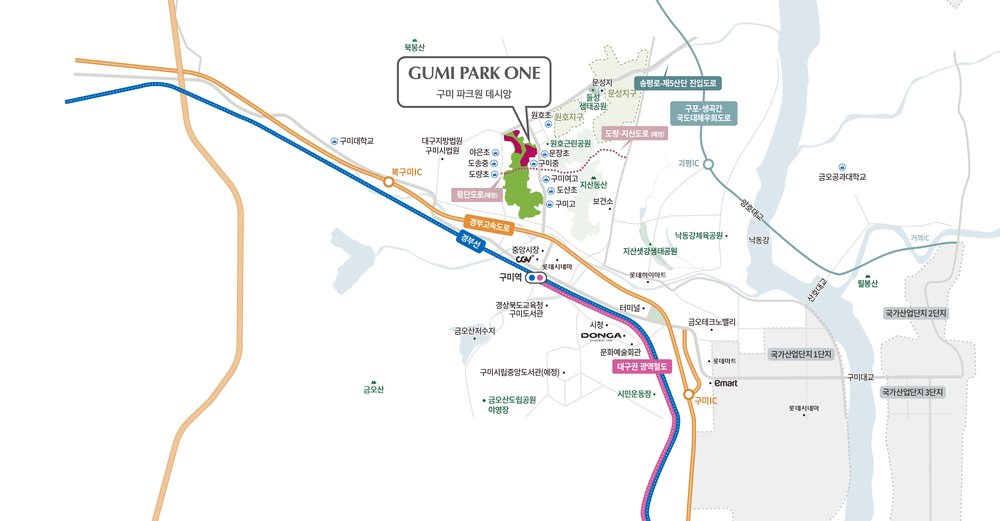 북봉산
GUMI PARK ONE
구미 파크원 데시앙
문성지
문성지구
들성
생태공원
송평로-제5산단 진입도로
구포·생곡간
국도대체우회도로
원호초
원호지구
도량-지산도로 (예정)
구미대학교
대구지방법원
구미시법원
야은초
도송중
도량초
원호근린공원
문장초
구미중
괴평IC
금오공과대학교
북구미IC
횡단도로(예정)
구미여고
도산초
구미고
지산동산
보건소
양호대교
경부고속도로
경부선
낙동강체육공원
낙동강
거의IC
중앙시장
CGV
롯데시네마
지산샛강생태공원
구미역
롯데하이마트
산호대교
필봉산
경상북도교육청
구미도서관
터미널
금오테크노밸리
국가산업단지 2단지
금오산저수지
시청
DONGA
문화예술회관
국가산업단지 1단지
롯데마트
대구권 광역철도
구미시립중앙도서관(예정)
구미대교
금오산
emart
시민운동장
구미IC
국가산업단지 3단지
금오산도립공원
야영장
롯데시네마